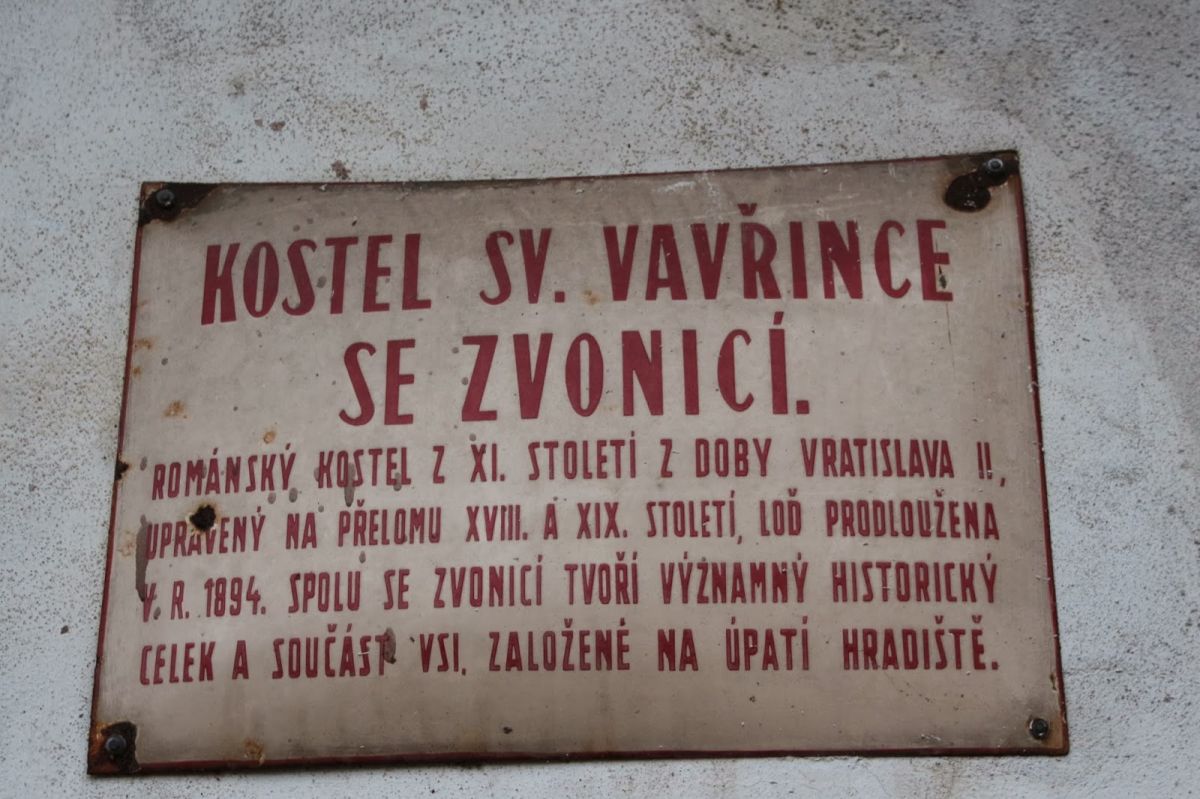 KOSTEL SV. VAVŘINCE
SE ZVONICÍ.
ROMÁNSKÝ KOSTEL Z XI. STOLETÍ Z DOBY VRATISLAVA II.,
UPRAVENÝ NA PŘELOMU XVIII. A XIX. STOLETÍ, LOĎ PRODLOUŽENA
V. R. 1894. SPOLU SE ZVONICÍ TVOŘÍ VÝZNAMNÝ HISTORICKÝ
CELEK A SOUČÁST VSI, ZALOŽENÉ NA ÚPATÍ HRADIŠTĚ.